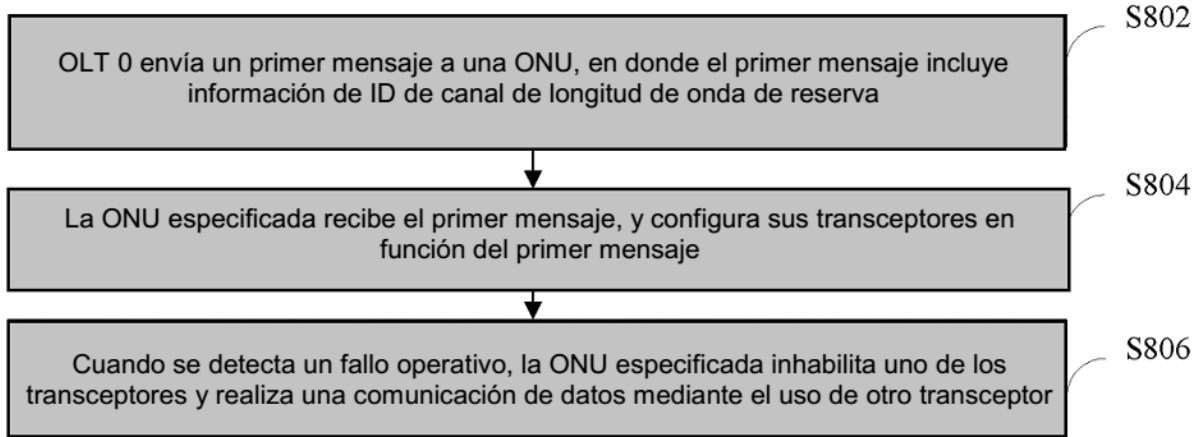 S802
OLT 0 envía un primer mensaje a una ONU, en donde el primer mensaje incluye
información de ID de canal de longitud de onda de reserva
S804
La ONU especificada recibe el primer mensaje, y configura sus transceptores en
función del primer mensaje
S806
Cuando se detecta un fallo operativo, la ONU especificada inhabilita uno de los
transceptores y realiza una comunicación de datos mediante el uso de otro transceptor